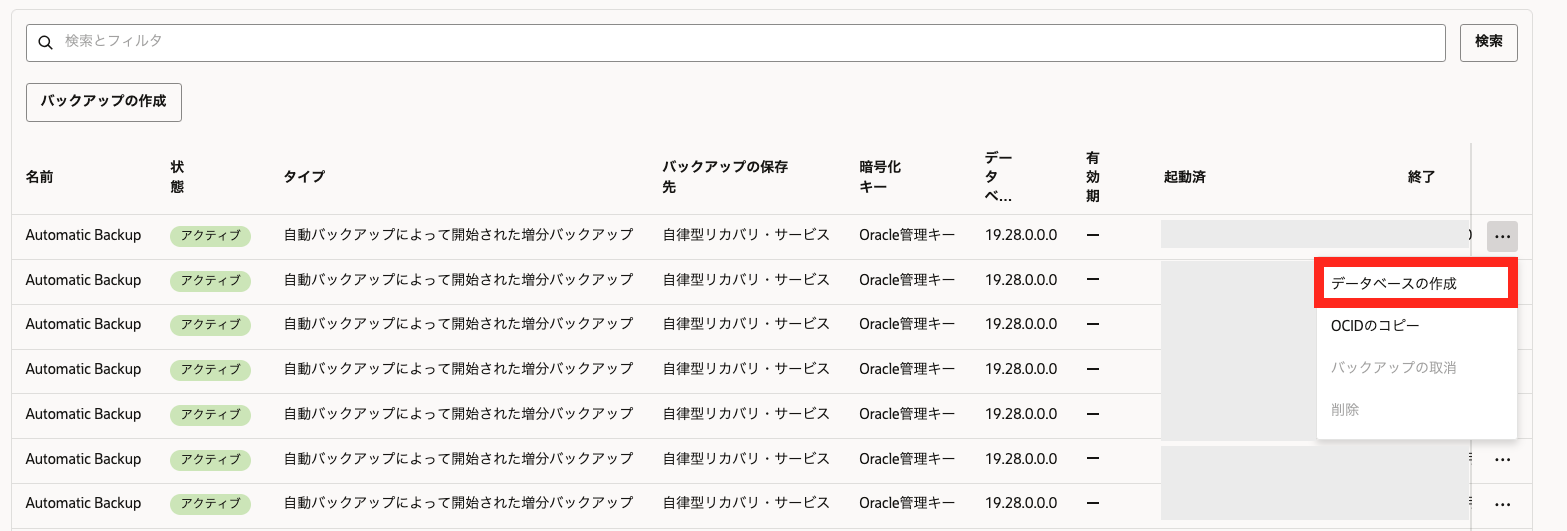 検索とフィルタ
検索
バックアップの作成
名前 状態 タイプ バックアップの保存先 暗号化キー データベ... 有効期 起動済 終了
Automatic Backup アクティブ 自動バックアップによって開始された増分バックアップ 自律型リカバリ・サービス Oracle管理キー 19.28.0.0.0 — ...
Automatic Backup アクティブ 自動バックアップによって開始された増分バックアップ 自律型リカバリ・サービス Oracle管理キー 19.28.0.0.0 —
データベースの作成
Automatic Backup アクティブ 自動バックアップによって開始された増分バックアップ 自律型リカバリ・サービス Oracle管理キー 19.28.0.0.0 —
OCIDのコピー
Automatic Backup アクティブ 自動バックアップによって開始された増分バックアップ 自律型リカバリ・サービス Oracle管理キー 19.28.0.0.0 —
バックアップの取消
Automatic Backup アクティブ 自動バックアップによって開始された増分バックアップ 自律型リカバリ・サービス Oracle管理キー 19.28.0.0.0 —
削除
Automatic Backup アクティブ 自動バックアップによって開始された増分バックアップ 自律型リカバリ・サービス Oracle管理キー 19.28.0.0.0 — ...
Automatic Backup アクティブ 自動バックアップによって開始された増分バックアップ 自律型リカバリ・サービス Oracle管理キー 19.28.0.0.0 — ...